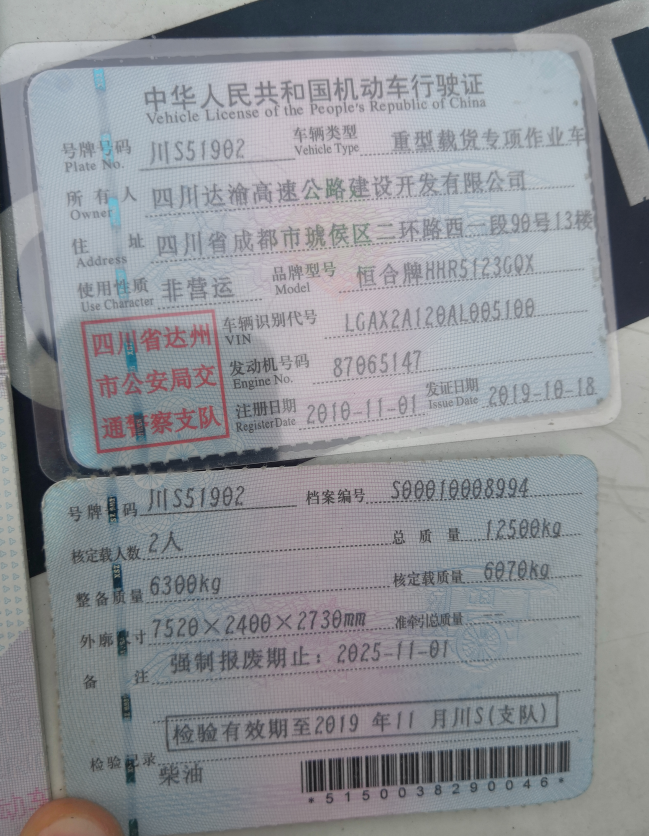 中华人民共和国机动车行驶证
Vehicle License of the People's Republic of China
号牌号码 川S51902 车辆类型 重型载货专项作业车
Plate No. Vehicle Type
所有人 四川达渝高速公路建设开发有限公司
Owner
住址 四川省成都市琥侯区二环路西一段90号13楼
Address
使用性质 非营运 品牌型号 恒合牌HHR5123GQX
Use Character Model
四川省达州
市公安局交
通警察支队
车辆识别代号 LGAX2A120AL005100
VIN
发动机号码 87065147
Engine No.
注册日期 2010-11-01 发证日期 2019-10-18
Register Date Issue Date
号牌号码 川S51902 档案编号 S00010008994
核定载人数 2人 总质量 12500kg
整备质量 6300kg 核定载质量 6070kg
外廓尺寸 7520×2400×2730mm 准牵引总质量 --
备注 强制报废期止：2025-11-01
检验有效期至2019 年11 月川S(支队)
检验记录
柴油
*5150038290046*